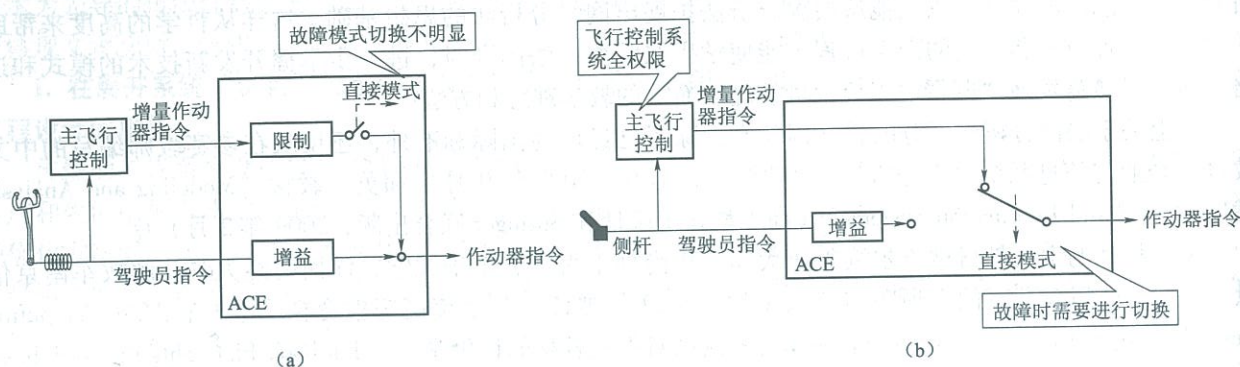 故障模式切换不明显
直接模式
增量作动
器指令
主飞行
控制
限制
增益
驾驶员指令
作动器指令
ACE
(a)
飞行控制系
统全权限
增量作动
器指令
主飞行
控制
侧杆
驾驶员指令
增益
ACE
直接模式
作动器指令
故障时需要进行切换
(b)